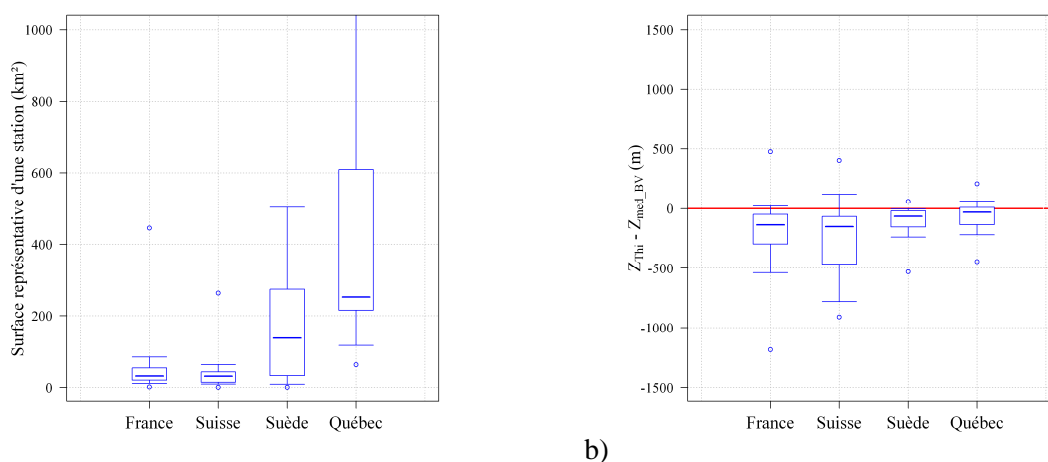 Surface représentative d'une station (km²)
1000
800
600
400
200
0
France Suisse Suède Québec
b)
Z_Thi - Z_med_BV (m)
1500
1000
500
0
-500
-1000
-1500
France Suisse Suède Québec